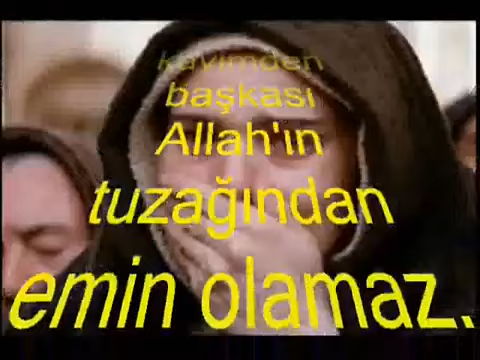 kavimden
başkası
Allah'ın
tuzağından
emin olamaz.